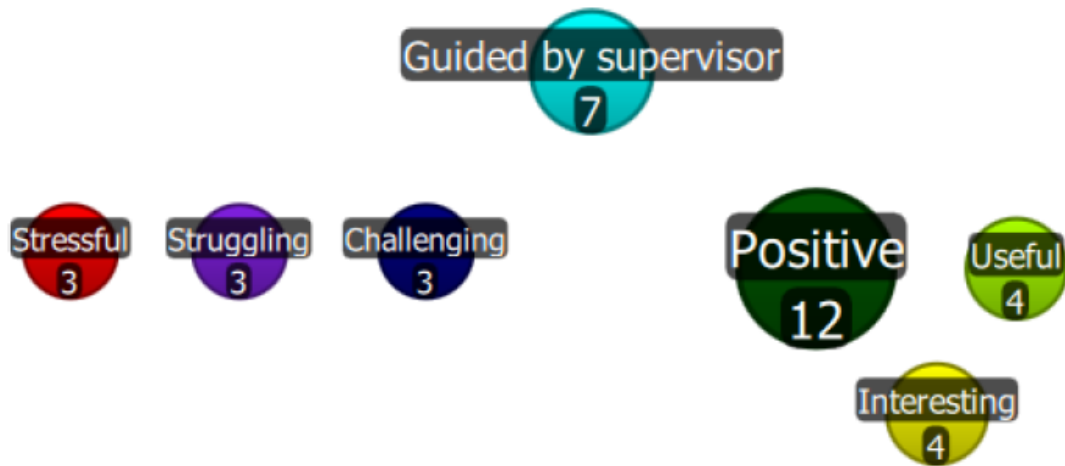 Guided by supervisor
7
Stressful
3
Struggling
3
Challenging
3
Positive
12
Useful
4
Interesting
4